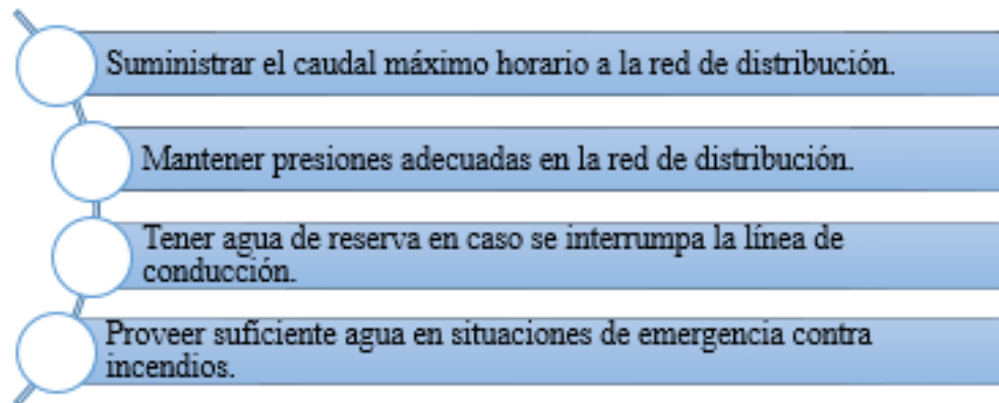 Suministrar el caudal máximo horario a la red de distribución.
Mantener presiones adecuadas en la red de distribución.
Tener agua de reserva en caso se interrumpa la línea de
conducción.
Proveer suficiente agua en situaciones de emergencia contra
incendios.